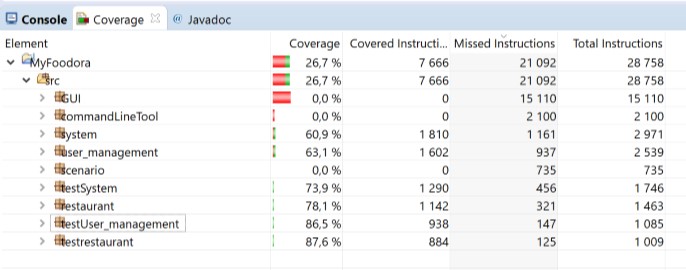 Console Coverage @ Javadoc
Element Coverage Covered Instructi... Missed Instructions Total Instructions
MyFoodora 26,7 % 7 666 21 092 28 758
src 26,7 % 7 666 21 092 28 758
GUI 0,0 % 0 15 110 15 110
commandLineTool 0,0 % 0 2 100 2 100
system 60,9 % 1 810 1 161 2 971
user_management 63,1 % 1 602 937 2 539
scenario 0,0 % 0 735 735
testSystem 73,9 % 1 290 456 1 746
restaurant 78,1 % 1 142 321 1 463
testUser_management 86,5 % 938 147 1 085
testrestaurant 87,6 % 884 125 1 009